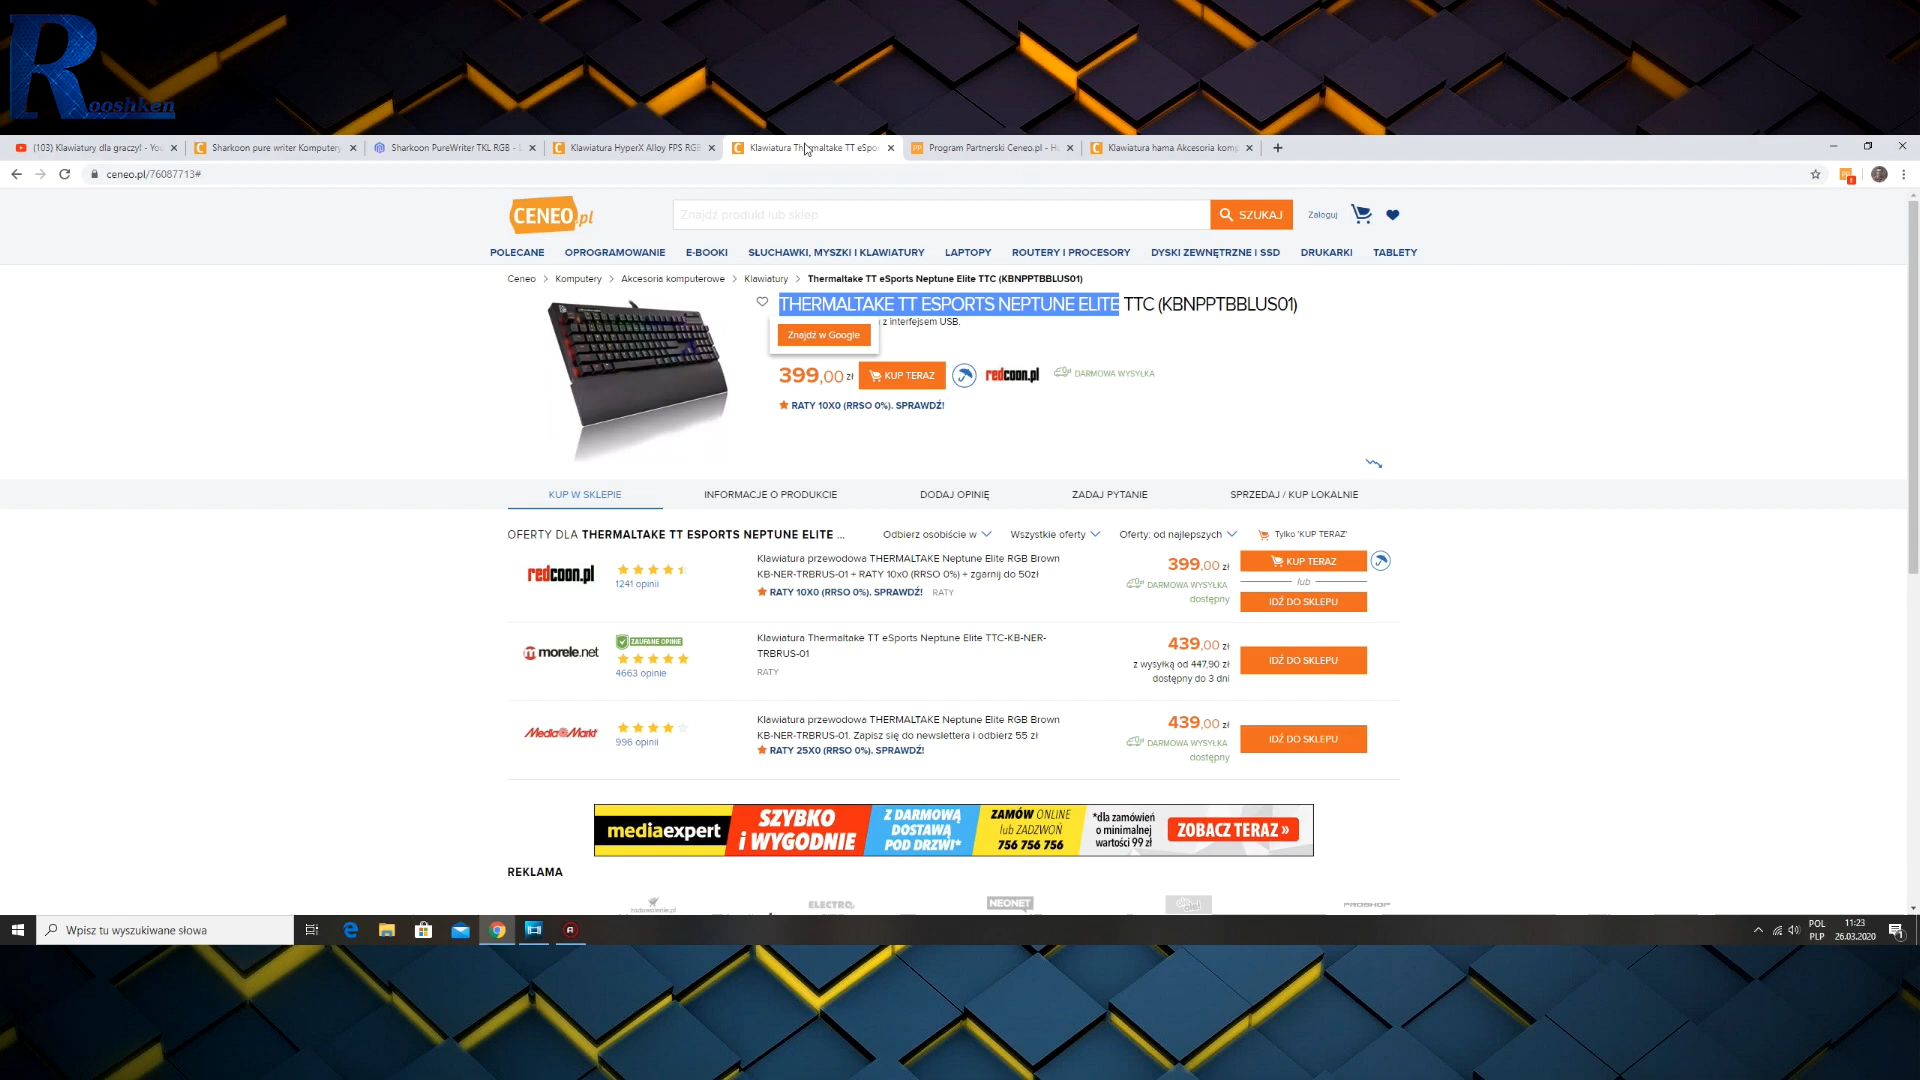 Rooshken
(103) Klawiatury dla graczy! - You
Sharkoon pure writer Komputery
Sharkoon PureWriter TKL RGB -
Klawiatura HyperX Alloy FPS RGB
Klawiatura Thermaltake TT eSpor
Program Partnerski Ceneo.pl - H
Klawiatura hama Akcesoria komp
ceneo.pl/76087713#
CENEO.pl
Znajdź produkt lub sklep
SZUKAJ
Zaloguj
POLECANE OPROGRAMOWANIE E-BOOKI SŁUCHAWKI, MYSZKI I KLAWIATURY LAPTOPY ROUTERY I PROCESORY DYSKI ZEWNĘTRZNE I SSD DRUKARKI TABLETY
Ceneo > Komputery > Akcesoria komputerowe > Klawiatury > Thermaltake TT eSports Neptune Elite TTC (KBNPPTBBLUS01)
THERMALTAKE TT ESPORTS NEPTUNE ELITE TTC (KBNPPTBBLUS01)
z interfejsem USB.
Znajdź w Google
399,00 zł
KUP TERAZ
redcoon.pl
DARMOWA WYSYŁKA
RATY 10X0 (RRSO 0%). SPRAWDŹ!
KUP W SKLEPIE INFORMACJE O PRODUKCIE DODAJ OPINIĘ ZADAJ PYTANIE SPRZEDAJ / KUP LOKALNIE
OFERTY DLA THERMALTAKE TT ESPORTS NEPTUNE ELITE ...
Odbierz osobiście w
Wszystkie oferty
Oferty: od najlepszych
Tylko 'KUP TERAZ'
redcoon.pl
1241 opinii
Klawiatura przewodowa THERMALTAKE Neptune Elite RGB Brown
KB-NER-TRBRUS-01 + RATY 10x0 (RRSO 0%) + zgarnij do 50zł
RATY 10X0 (RRSO 0%). SPRAWDŹ! RATY
399,00 zł
DARMOWA WYSYŁKA
dostępny
KUP TERAZ
lub
IDŹ DO SKLEPU
morele.net
ZAUFANE OPINIE
4663 opinie
Klawiatura Thermaltake TT eSports Neptune Elite TTC-KB-NER-
TRBRUS-01
RATY
439,00 zł
z wysyłką od 447,90 zł
dostępny do 3 dni
IDŹ DO SKLEPU
Media Markt
996 opinii
Klawiatura przewodowa THERMALTAKE Neptune Elite RGB Brown
KB-NER-TRBRUS-01. Zapisz się do newslettera i odbierz 55 zł
RATY 25X0 (RRSO 0%). SPRAWDŹ!
439,00 zł
DARMOWA WYSYŁKA
dostępny
IDŹ DO SKLEPU
mediaexpert
SZYBKO
i WYGODNIE
Z DARMOWĄ
DOSTAWĄ
POD DRZWI*
ZAMÓW ONLINE
lub ZADZWOŃ
756 756 756
*dla zamówień
o minimalnej
wartości 99 zł
ZOBACZ TERAZ »
REKLAMA
zadowolenie.pl
ELECTRO
NEONET
PROSHOP
Wpisz tu wyszukiwane słowa
POL
PLP
11:23
26.03.2020